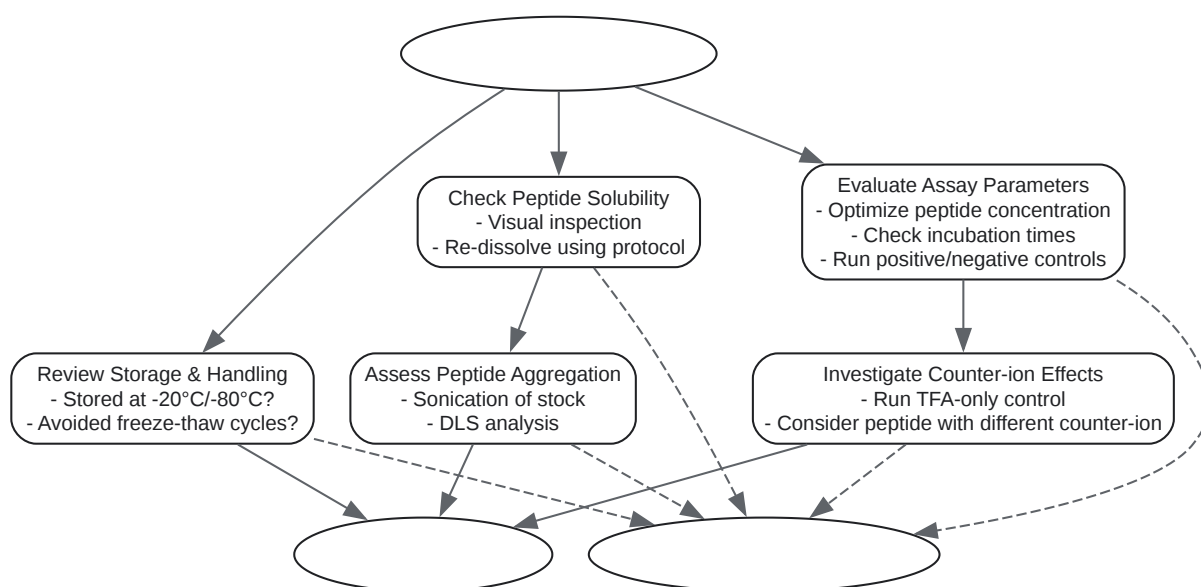 Check Peptide Solubility
- Visual inspection
- Re-dissolve using protocol
Evaluate Assay Parameters
- Optimize peptide concentration
- Check incubation times
- Run positive/negative controls
Review Storage & Handling
- Stored at -20°C/-80°C?
- Avoided freeze-thaw cycles?
Assess Peptide Aggregation
- Sonication of stock
- DLS analysis
Investigate Counter-ion Effects
- Run TFA-only control
- Consider peptide with different counter-ion